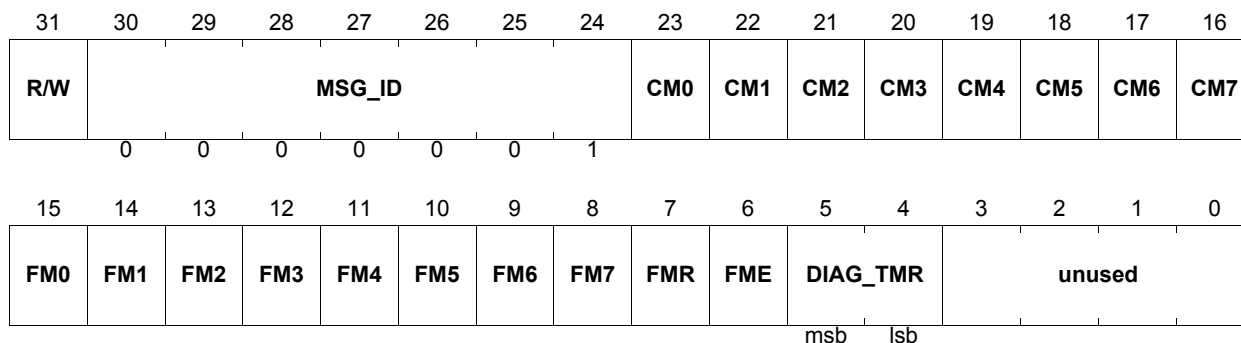 31 30 29 28 27 26 25 24 23 22 21 20 19 18 17 16
R/W MSG_ID CM0 CM1 CM2 CM3 CM4 CM5 CM6 CM7
0 0 0 0 0 0 1
15 14 13 12 11 10 9 8 7 6 5 4 3 2 1 0
FM0 FM1 FM2 FM3 FM4 FM5 FM6 FM7 FMR FME DIAG_TMR unused
msb lsb